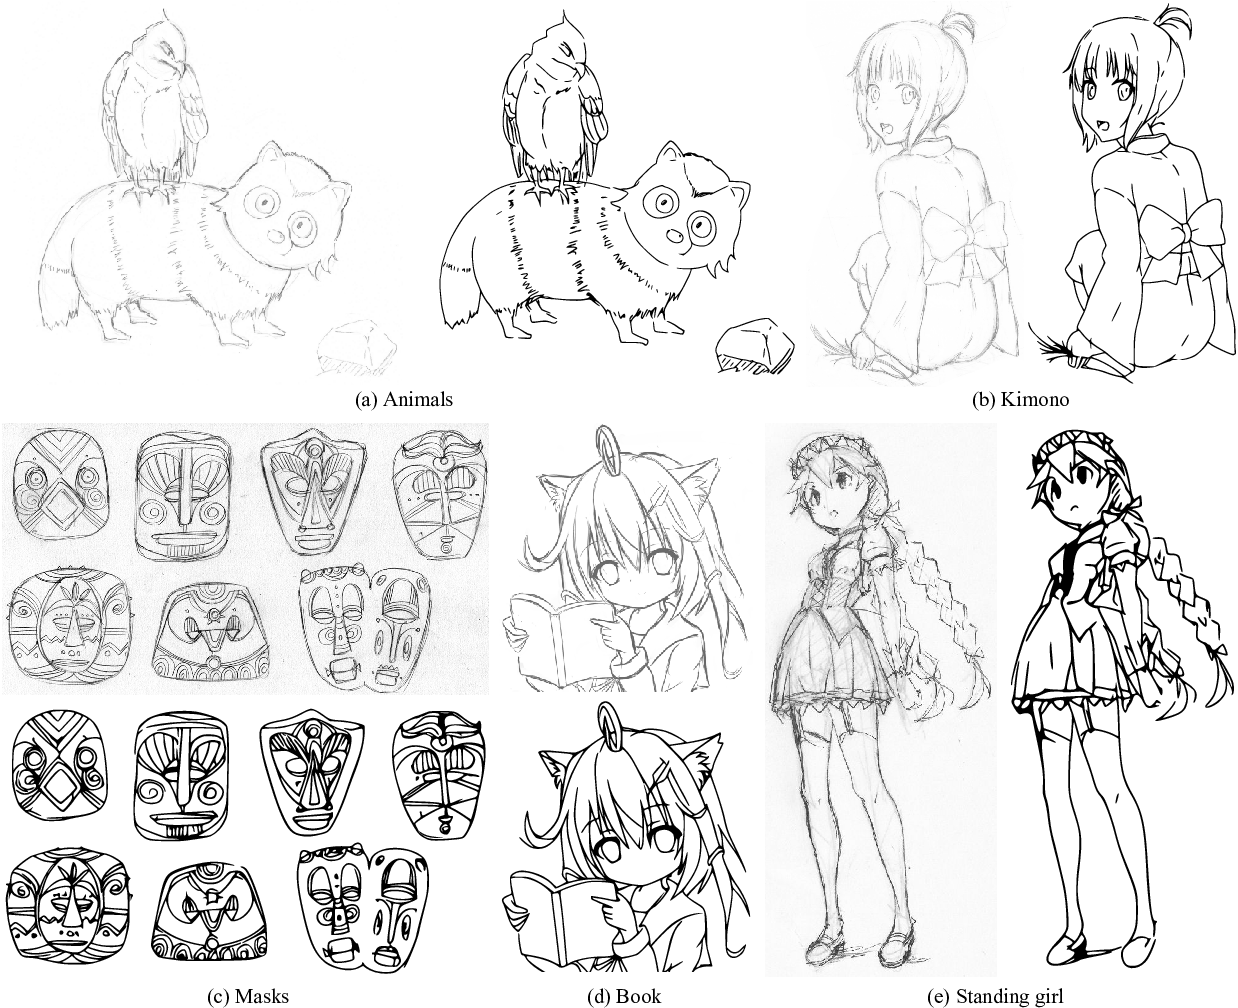 (a) Animals
(b) Kimono
(c) Masks
(d) Book
(e) Standing girl